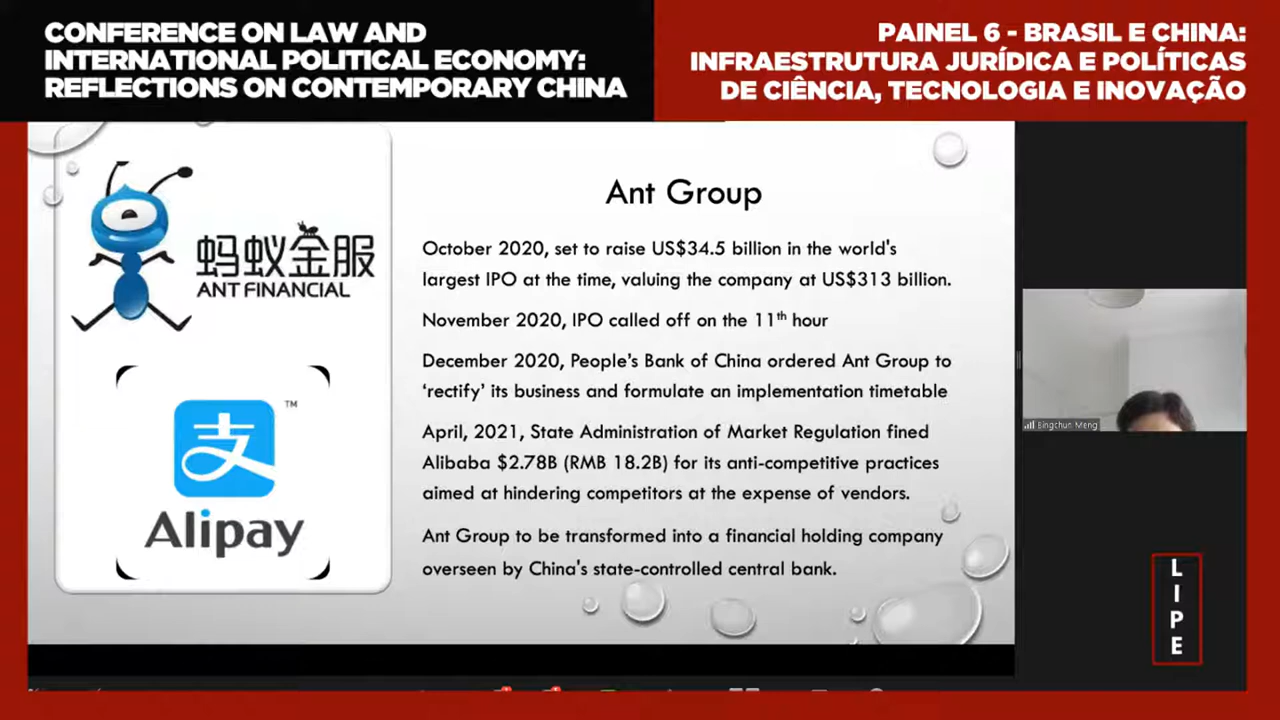 CONFERENCE ON LAW AND
INTERNATIONAL POLITICAL ECONOMY:
REFLECTIONS ON CONTEMPORARY CHINA
PAINEL 6 - BRASIL E CHINA:
INFRAESTRUTURA JURÍDICA E POLÍTICAS
DE CIÊNCIA, TECNOLOGIA E INOVAÇÃO
蚂蚁金服
ANT FINANCIAL
支
TM
Alipay
Ant Group
October 2020, set to raise US$34.5 billion in the world's
largest IPO at the time, valuing the company at US$313 billion.
November 2020, IPO called off on the 11th hour
December 2020, People's Bank of China ordered Ant Group to
‘rectify’ its business and formulate an implementation timetable
April, 2021, State Administration of Market Regulation fined
Alibaba $2.78B (RMB 18.2B) for its anti-competitive practices
aimed at hindering competitors at the expense of vendors.
Ant Group to be transformed into a financial holding company
overseen by China's state-controlled central bank.
Bingchun Meng
L
I
P
E